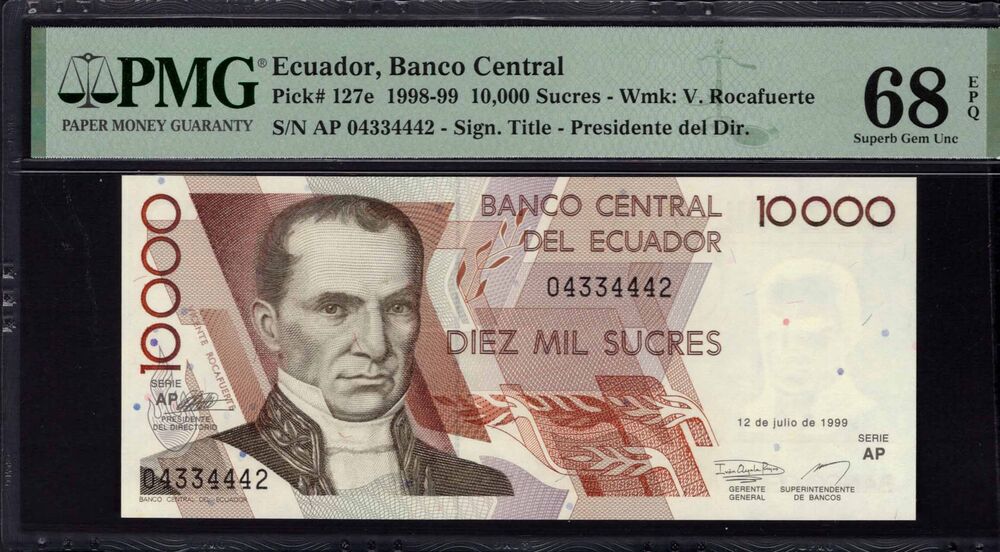 PMG® Ecuador, Banco Central
Pick# 127e 1998-99 10,000 Sucres - Wmk: V. Rocafuerte
PAPER MONEY GUARANTY
S/N AP 04334442 - Sign. Title - Presidente del Dir.
68 EPQ
Superb Gem Unc
10000
BANCO CENTRAL
DEL ECUADOR
10000
04334442
DIEZ MIL SUCRES
ENTE ROCAFUERTE
SERIE
AP
PRESIDENTE
DEL DIRECTORIO
12 de julio de 1999
SERIE
AP
04334442
BANCO CENTRAL DEL ECUADOR
GERENTE
GENERAL
SUPERINTENDENTE
DE BANCOS